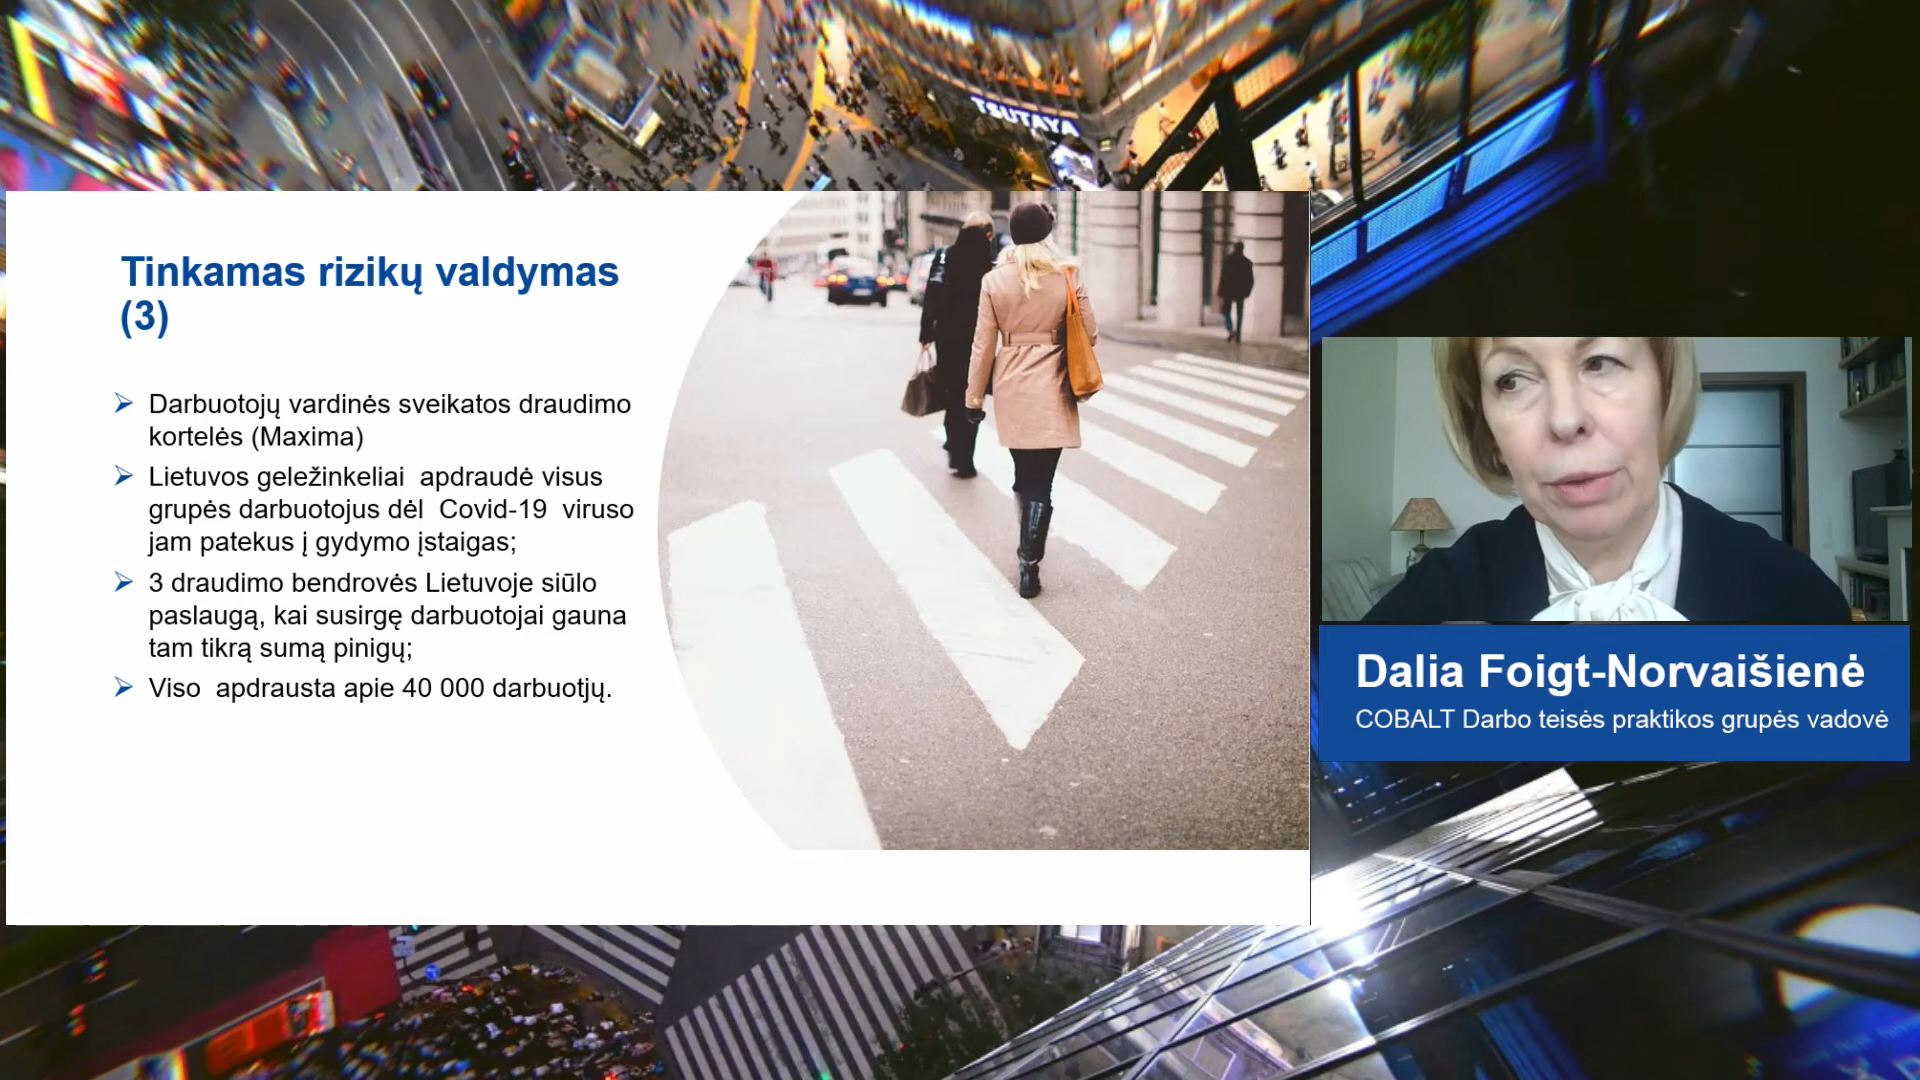 TSUTAYA
Tinkamas rizikų valdymas
(3)
Darbuotojų vardinės sveikatos draudimo
kortelės (Maxima)
Lietuvos geležinkeliai  apdraudė visus
grupės darbuotojus dėl  Covid-19  viruso
jam patekus į gydymo įstaigas;
3 draudimo bendrovės Lietuvoje siūlo
paslaugą, kai susirgę darbuotojai gauna
tam tikrą sumą pinigų;
Viso  apdrausta apie 40 000 darbuotjų.
Dalia Foigt-Norvaišienė
COBALT Darbo teisės praktikos grupės vadovė